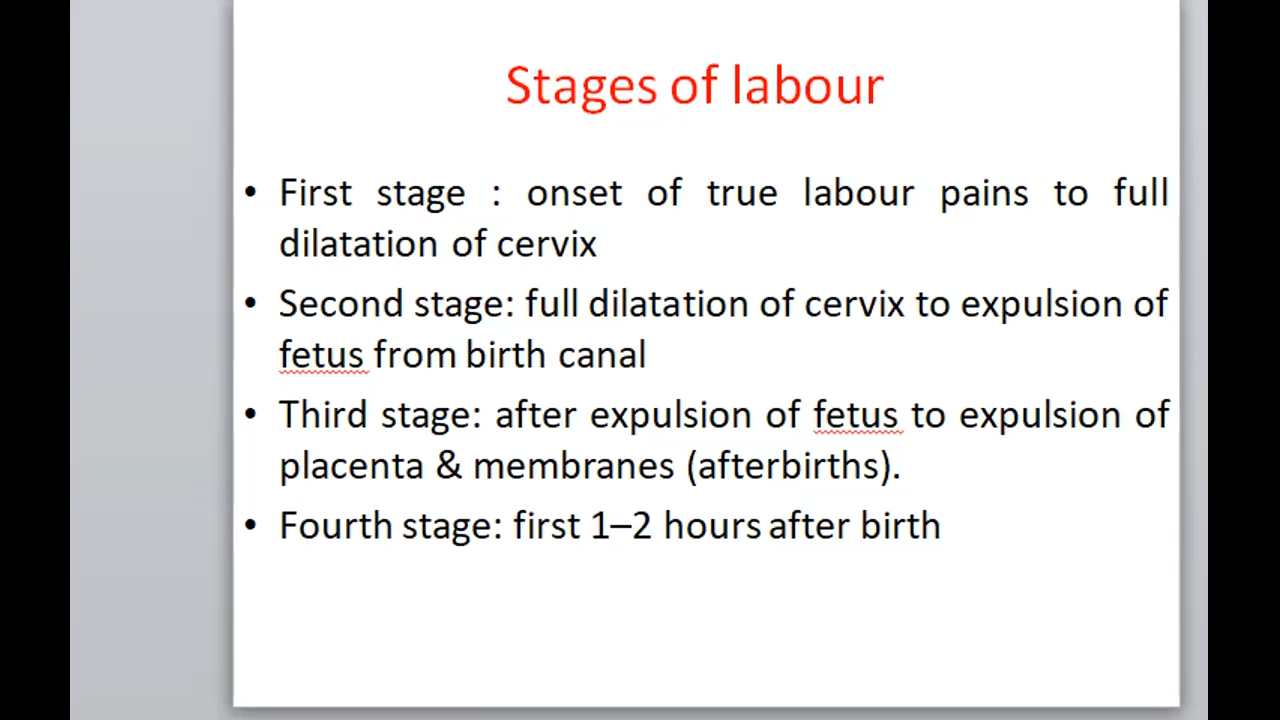 Stages of labour
• First stage : onset of true labour pains to full
dilatation of cervix
• Second stage: full dilatation of cervix to expulsion of
fetus from birth canal
• Third stage: after expulsion of fetus to expulsion of
placenta & membranes (afterbirths).
• Fourth stage: first 1–2 hours after birth